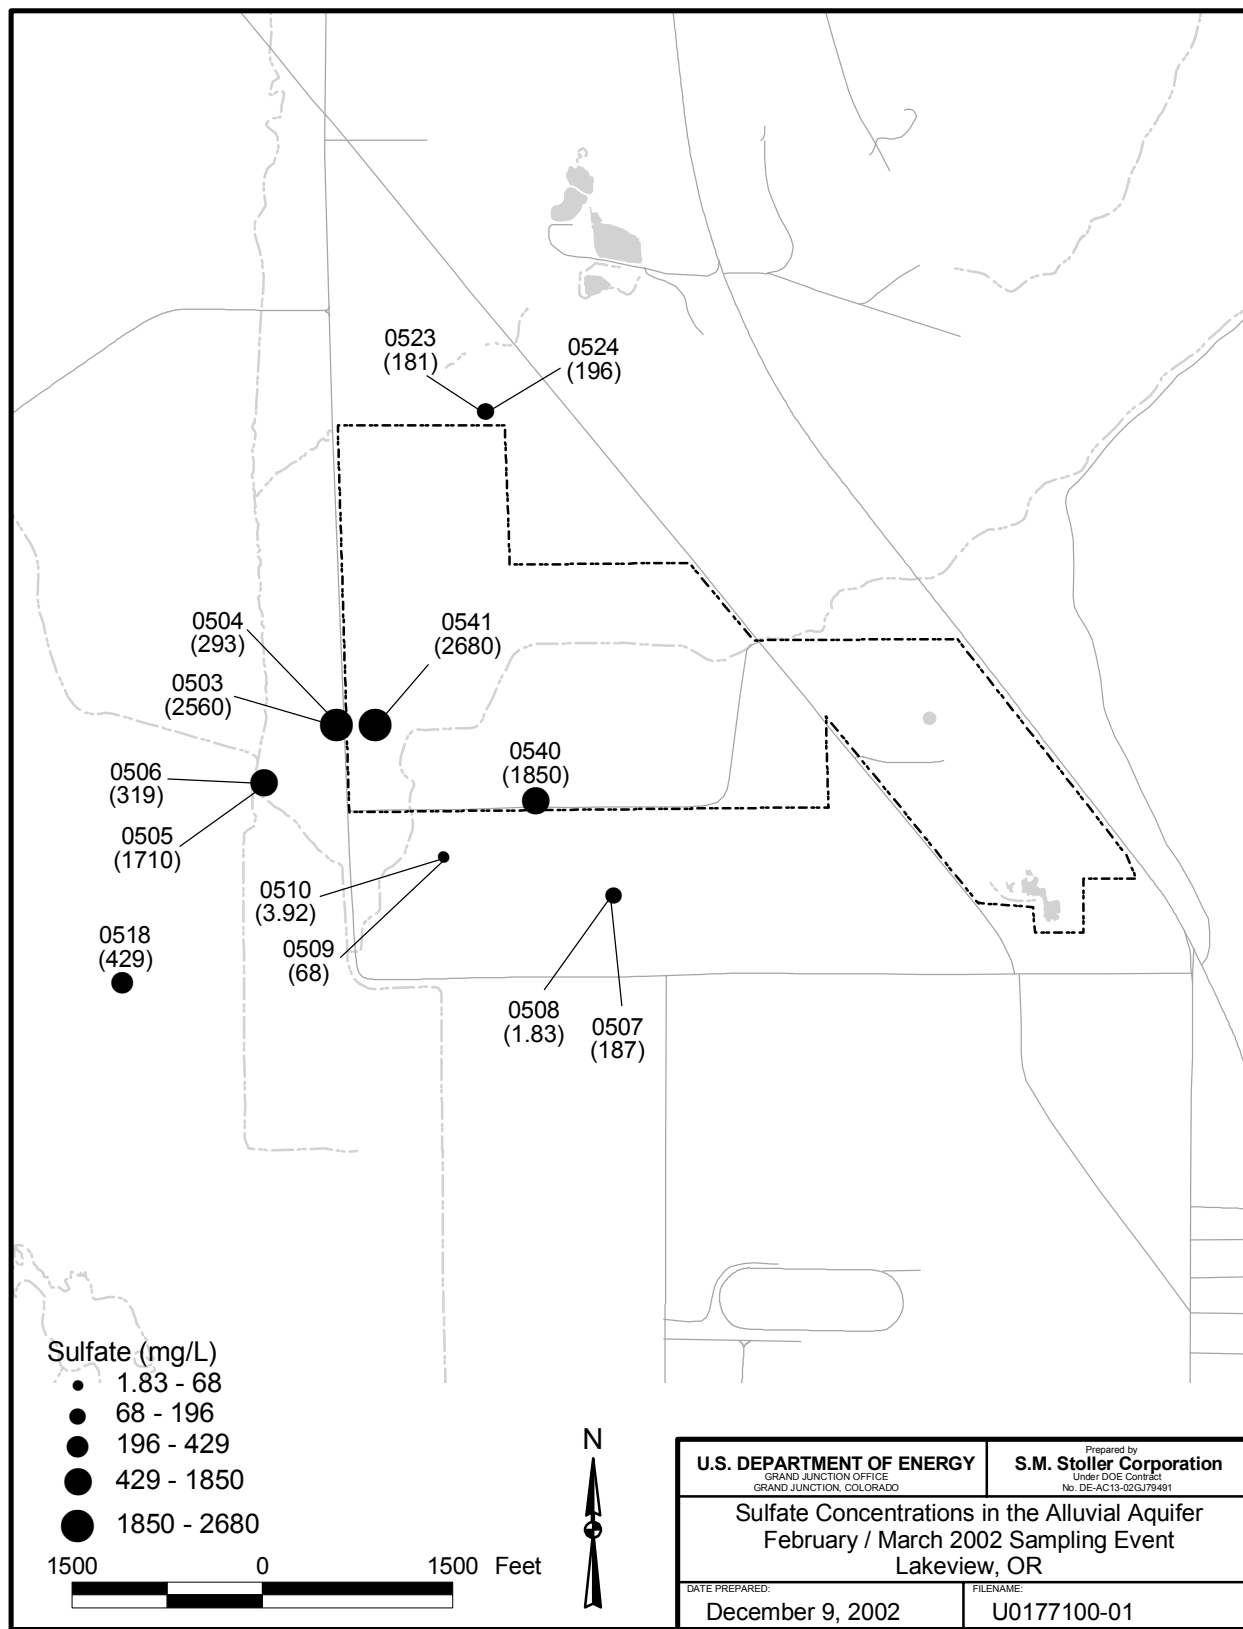 0523
(181)
0524
(196)
0504
(293)
0541
(2680)
0503
(2560)
0506
(319)
0540
(1850)
0505
(1710)
0510
(3.92)
0518
(429)
0509
(68)
0508
(1.83)
0507
(187)
Sulfate (mg/L)
1.83 - 68
68 - 196
196 - 429
429 - 1850
1850 - 2680
1500 0 1500 Feet
N
U.S. DEPARTMENT OF ENERGY
GRAND JUNCTION OFFICE
GRAND JUNCTION, COLORADO
Prepared by
S.M. Stoller Corporation
Under DOE Contract
No. DE-AC13-02GJ79491
Sulfate Concentrations in the Alluvial Aquifer
February / March 2002 Sampling Event
Lakeview, OR
DATE PREPARED:
December 9, 2002
FILENAME:
U0177100-01